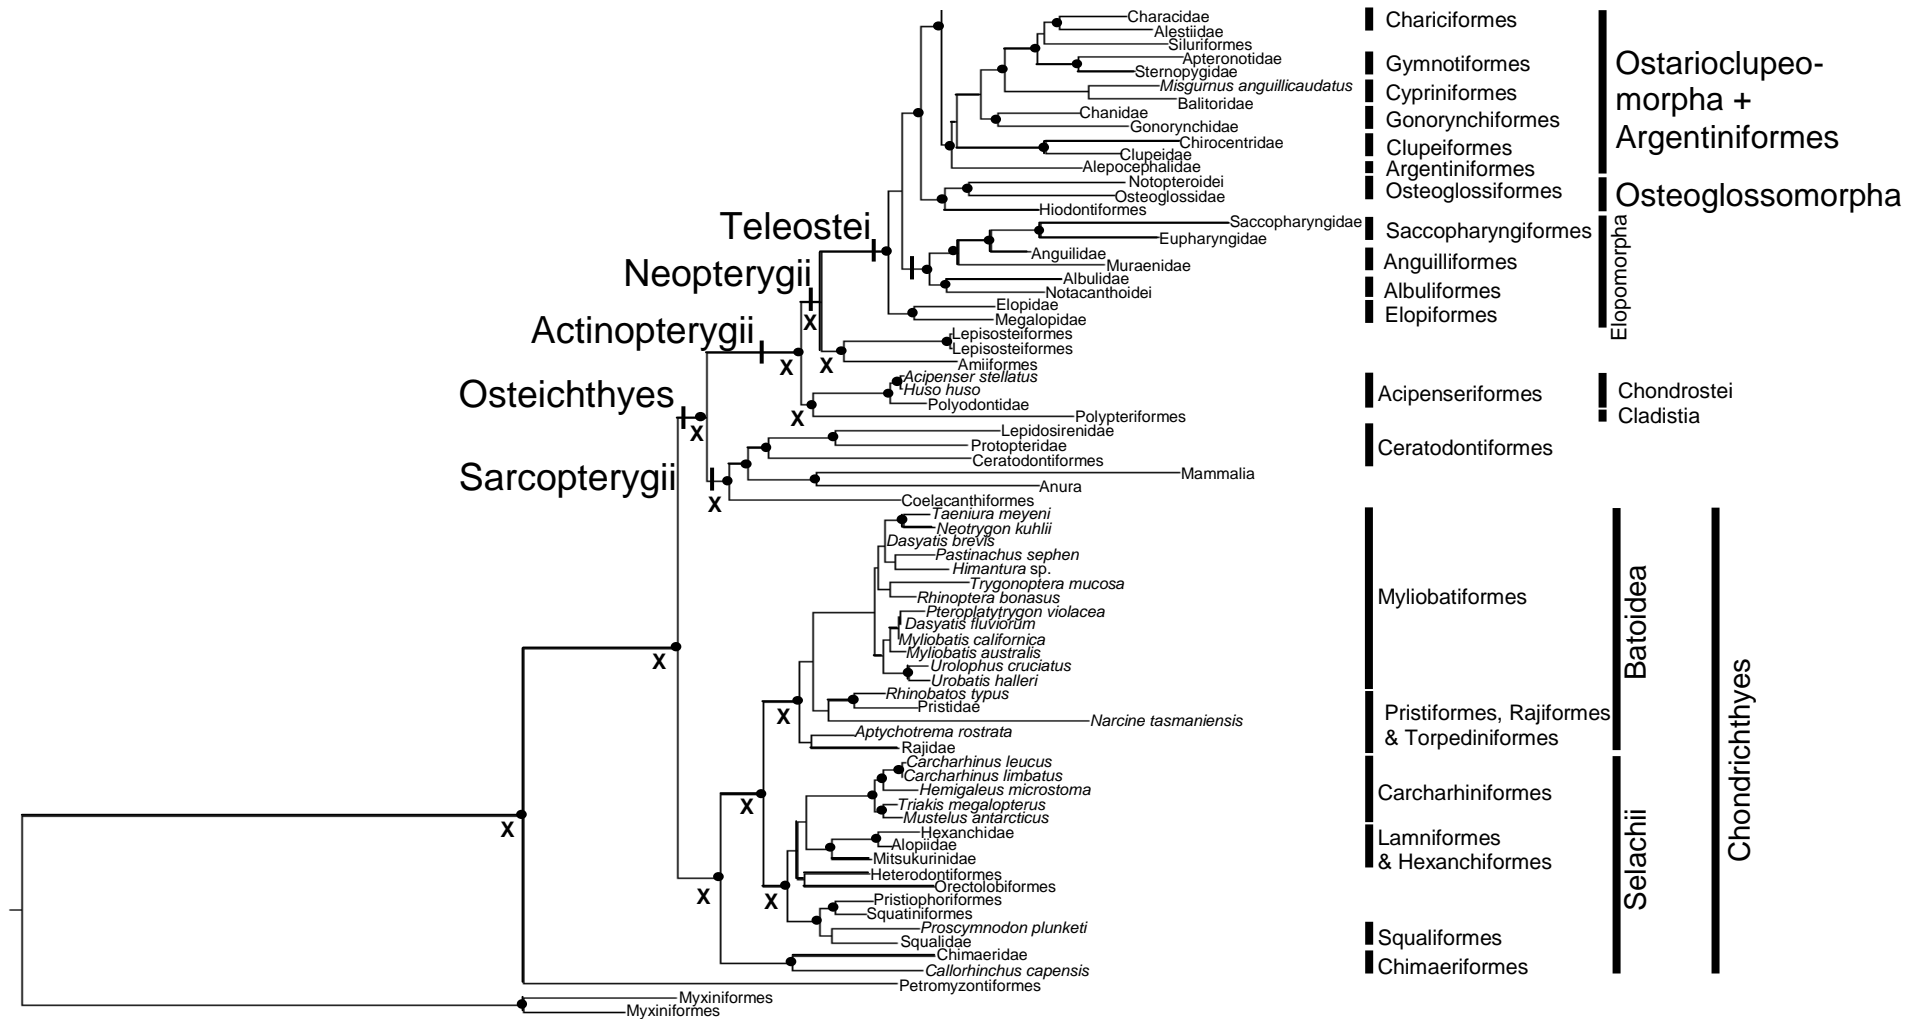 Characidae
Alestiidae
Siluriformes
Apteronotidae
Sternopygidae
Misgurnus anguillicaudatus
Balitoridae
Chanidae
Gonorynchidae
Chirocentridae
Clupeidae
Alepocephalidae
Notopteroidei
Osteoglossidae
Hiodontiformes
Saccopharyngidae
Eupharyngidae
Anguilidae
Muraenidae
Albulidae
Notacanthoidei
Elopidae
Megalopidae
Lepisosteiformes
Lepisosteiformes
Amiiformes
Acipenser stellatus
Huso huso
Polyodontidae
Polypteriformes
Lepidosirenidae
Protopteridae
Ceratodontiformes
Mammalia
Anura
Coelacanthiformes
Taeniura meyeni
Neotrygon kuhlii
Dasyatis brevis
Pastinachus sephen
Himantura sp.
Trygonoptera mucosa
Rhinoptera bonasus
Pteroplatytrygon violacea
Dasyatis fluviorum
Myliobatis californica
Myliobatis australis
Urolophus cruciatus
Urobatis halleri
Rhinobatos typus
Pristidae
Narcine tasmaniensis
Aptychotrema rostrata
Rajidae
Carcharhinus leucus
Carcharhinus limbatus
Hemigaleus microstoma
Triakis megalopterus
Mustelus antarcticus
Hexanchidae
Alopiidae
Mitsukurinidae
Heterodontiformes
Orectolobiformes
Pristiophoriformes
Squatiniformes
Proscymnodon plunketi
Squalidae
Chimaeridae
Callorhinchus capensis
Petromyzontiformes
Myxiniformes
Myxiniformes
Teleostei
Neopterygii
X
Actinopterygii
X
X
Osteichthyes
X
X
Sarcopterygii
X
X
X
X
X
X
X
Chariciformes
Gymnotiformes
Cypriniformes
Gonorynchiformes
Clupeiformes
Argentiniformes
Osteoglossiformes
Saccopharyngiformes
Anguilliformes
Albuliformes
Elopiformes
Acipenseriformes
Ceratodontiformes
Myliobatiformes
Pristiformes, Rajiformes
& Torpediniformes
Carcharhiniformes
Lamniformes
& Hexanchiformes
Squaliformes
Chimaeriformes
Ostarioclupeo-
morpha +
Argentiniformes
Osteoglossomorpha
Elopomorpha
Chondrostei
Cladistia
Batoidea
Selachii
Chondrichthyes